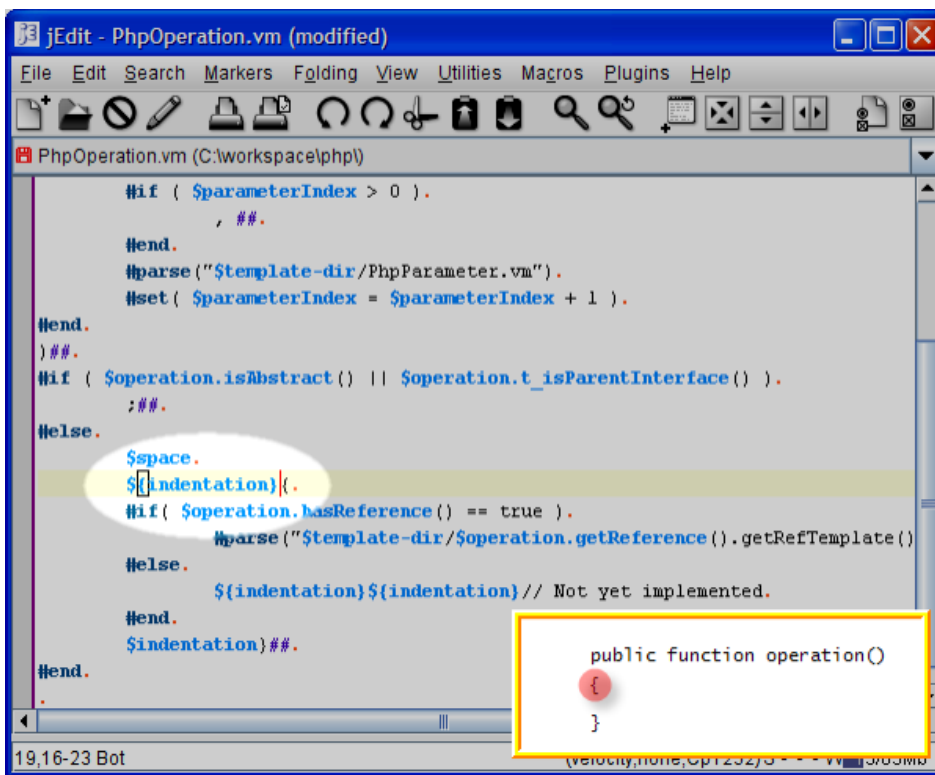 jEdit - PhpOperation.vm (modified)
File Edit Search Markers Folding View Utilities Macros Plugins Help
PhpOperation.vm (C:\workspace\php\)
#if ( $parameterIndex > 0 ).
, ##.
#end.
#parse("$template-dir/PhpParameter.vm").
#set( $parameterIndex = $parameterIndex + 1 ).
#end.
)##.
#if ( $operation.isAbstract() || $operation.t_isParentInterface() ).
;##.
#else.
$space.
${indentation}{.
#if( $operation.hasReference() == true ).
#parse("$template-dir/$operation.getReference().getRefTemplate()
#else.
${indentation}${indentation}// Not yet implemented.
#end.
$indentation}##.
#end.
.
public function operation()
{
}
19,16-23 Bot